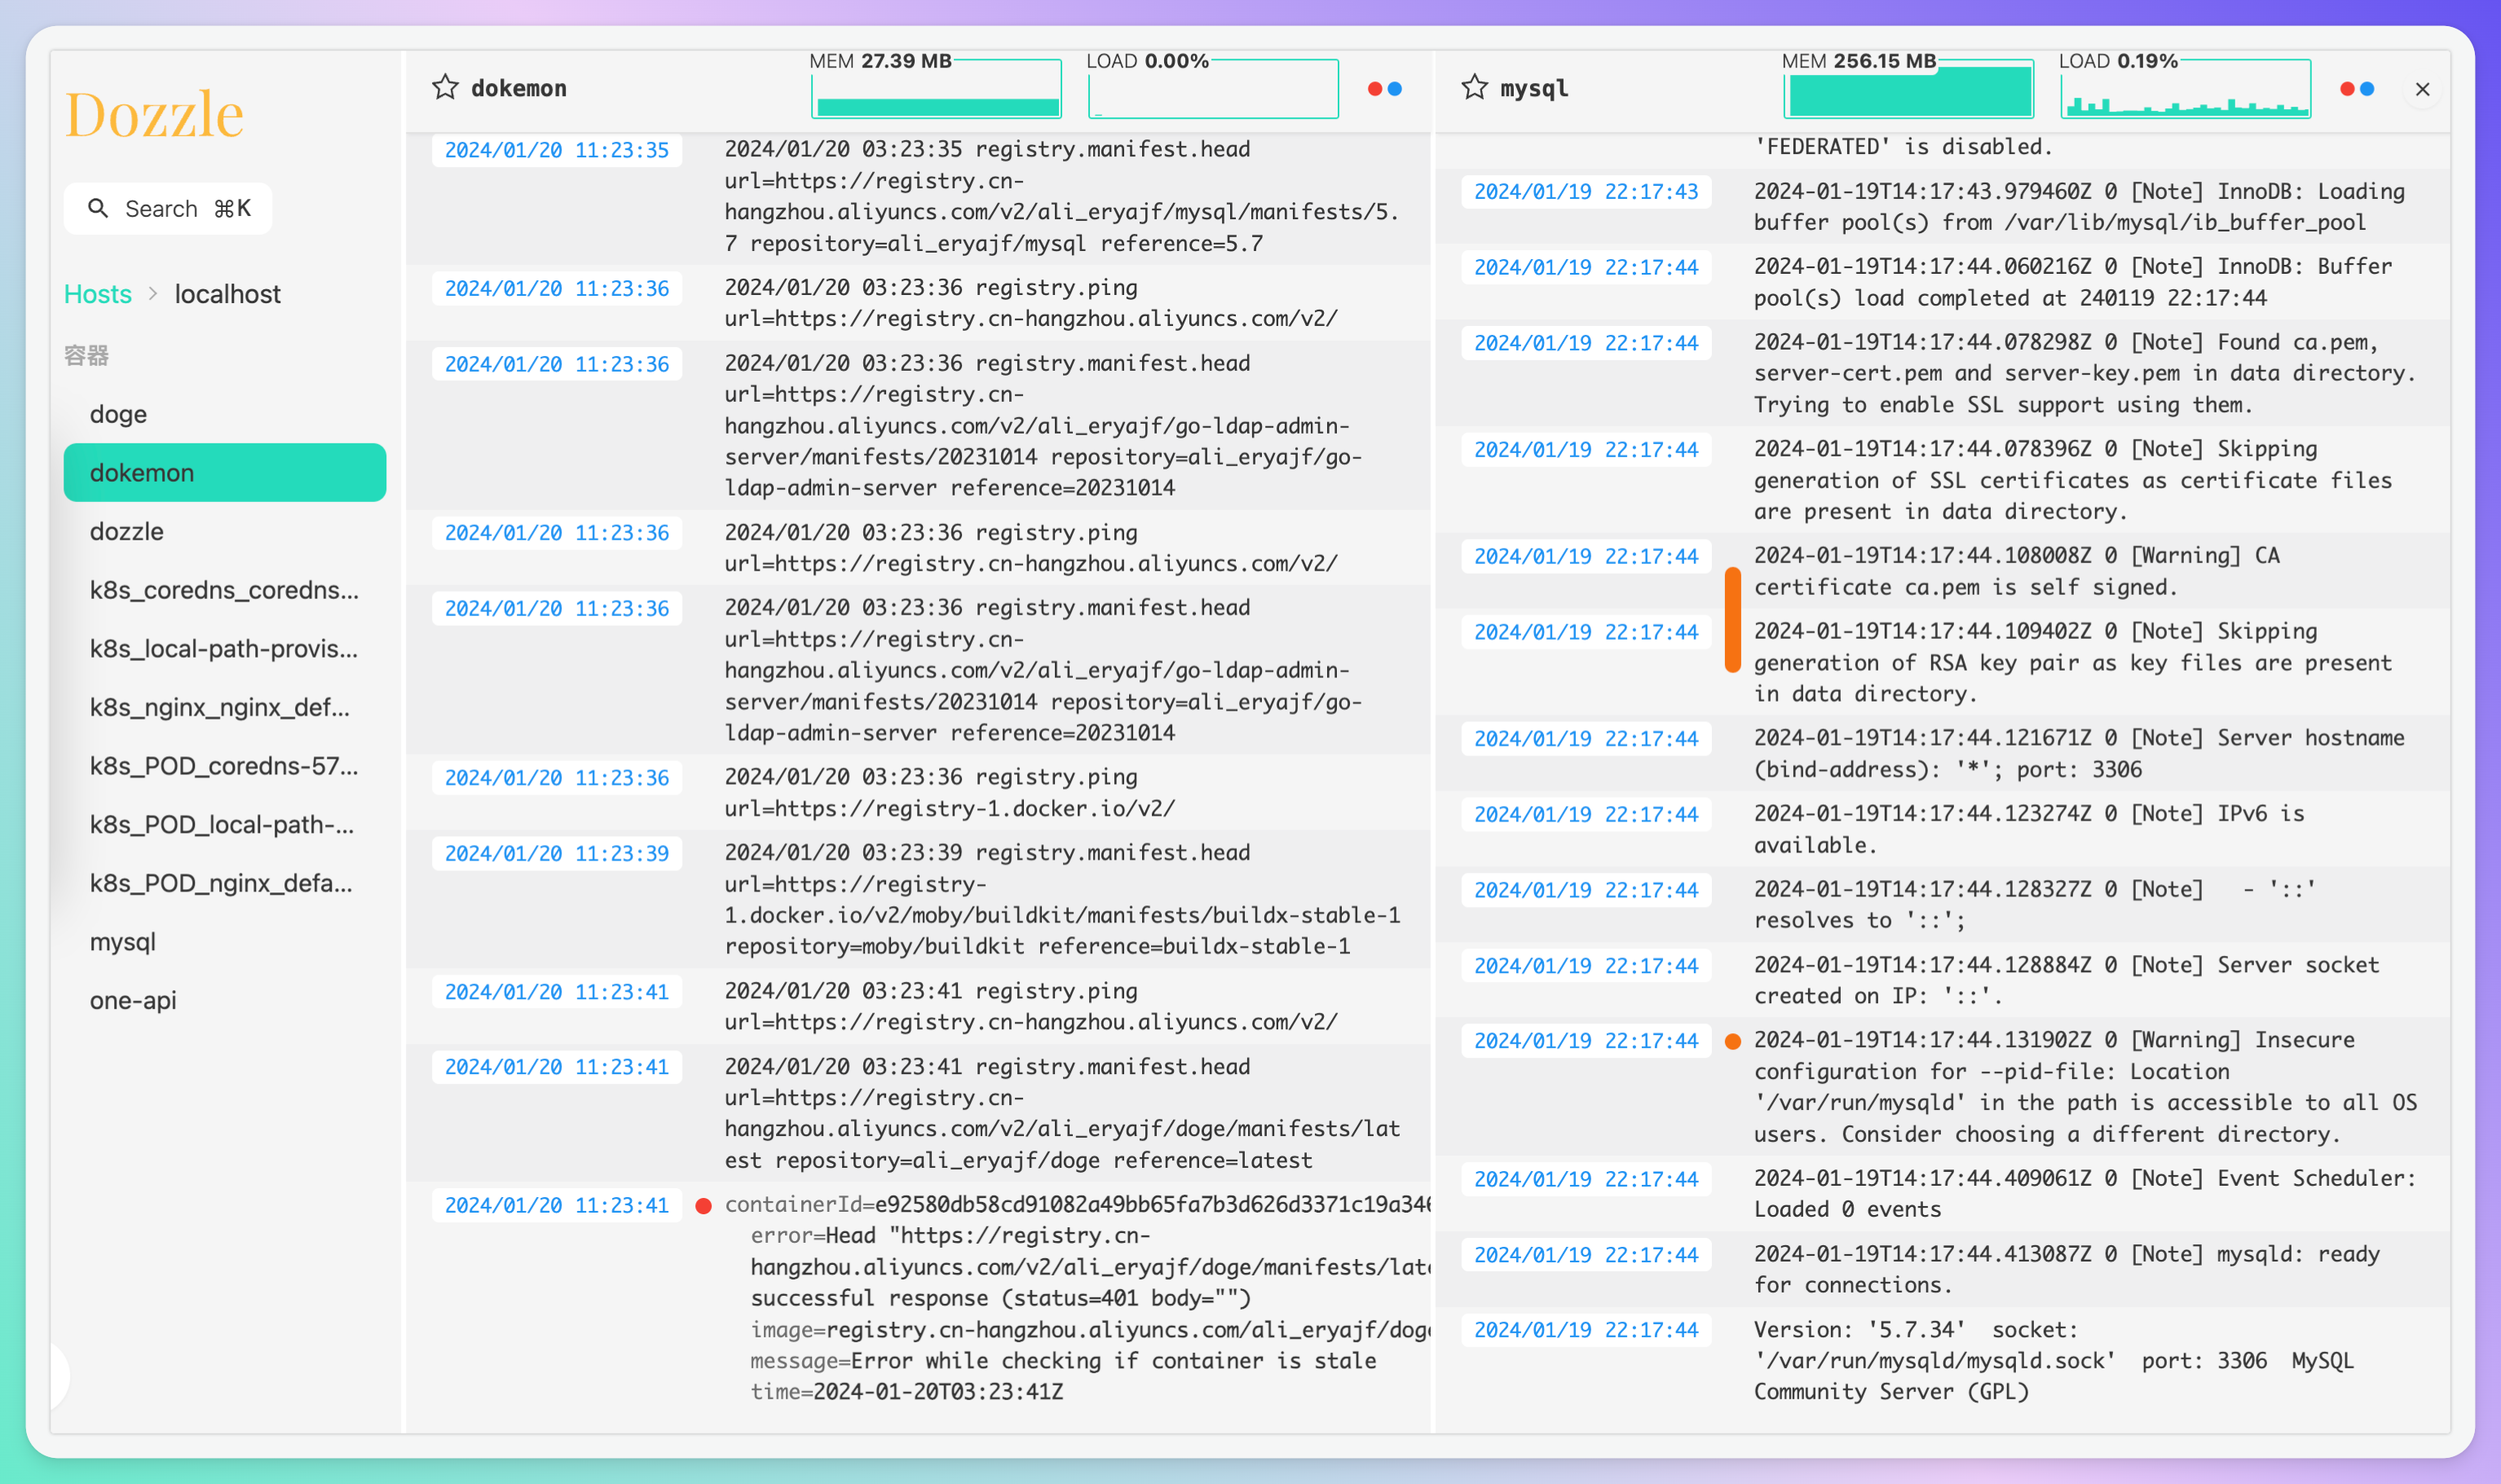 Dozzle
Search ⌘K
Hosts > localhost
容器
doge
dokemon
dozzle
k8s_coredns_coredns...
k8s_local-path-provis...
k8s_nginx_nginx_def...
k8s_POD_coredns-57...
k8s_POD_local-path-...
k8s_POD_nginx_defa...
mysql
one-api
dokemon
MEM 27.39 MB
LOAD 0.00%
2024/01/20 11:23:35 2024/01/20 03:23:35 registry.manifest.head
url=https://registry.cn-
hangzhou.aliyuncs.com/v2/ali_eryajf/mysql/manifests/5.
7 repository=ali_eryajf/mysql reference=5.7
2024/01/20 11:23:36 2024/01/20 03:23:36 registry.ping
url=https://registry.cn-hangzhou.aliyuncs.com/v2/
2024/01/20 11:23:36 2024/01/20 03:23:36 registry.manifest.head
url=https://registry.cn-
hangzhou.aliyuncs.com/v2/ali_eryajf/go-ldap-admin-
server/manifests/20231014 repository=ali_eryajf/go-
ldap-admin-server reference=20231014
2024/01/20 11:23:36 2024/01/20 03:23:36 registry.ping
url=https://registry.cn-hangzhou.aliyuncs.com/v2/
2024/01/20 11:23:36 2024/01/20 03:23:36 registry.manifest.head
url=https://registry.cn-
hangzhou.aliyuncs.com/v2/ali_eryajf/go-ldap-admin-
server/manifests/20231014 repository=ali_eryajf/go-
ldap-admin-server reference=20231014
2024/01/20 11:23:36 2024/01/20 03:23:36 registry.ping
url=https://registry-1.docker.io/v2/
2024/01/20 11:23:39 2024/01/20 03:23:39 registry.manifest.head
url=https://registry-
1.docker.io/v2/moby/buildkit/manifests/buildx-stable-1
repository=moby/buildkit reference=buildx-stable-1
2024/01/20 11:23:41 2024/01/20 03:23:41 registry.ping
url=https://registry.cn-hangzhou.aliyuncs.com/v2/
2024/01/20 11:23:41 2024/01/20 03:23:41 registry.manifest.head
url=https://registry.cn-
hangzhou.aliyuncs.com/v2/ali_eryajf/doge/manifests/lat
est repository=ali_eryajf/doge reference=latest
2024/01/20 11:23:41 containerId=e92580db58cd91082a49bb65fa7b3d626d3371c19a346
error=Head "https://registry.cn-
hangzhou.aliyuncs.com/v2/ali_eryajf/doge/manifests/late
successful response (status=401 body="")
image=registry.cn-hangzhou.aliyuncs.com/ali_eryajf/doge
message=Error while checking if container is stale
time=2024-01-20T03:23:41Z
mysql
MEM 256.15 MB
LOAD 0.19%
'FEDERATED' is disabled.
2024/01/19 22:17:43 2024-01-19T14:17:43.979460Z 0 [Note] InnoDB: Loading
buffer pool(s) from /var/lib/mysql/ib_buffer_pool
2024/01/19 22:17:44 2024-01-19T14:17:44.060216Z 0 [Note] InnoDB: Buffer
pool(s) load completed at 240119 22:17:44
2024/01/19 22:17:44 2024-01-19T14:17:44.078298Z 0 [Note] Found ca.pem,
server-cert.pem and server-key.pem in data directory.
Trying to enable SSL support using them.
2024/01/19 22:17:44 2024-01-19T14:17:44.078396Z 0 [Note] Skipping
generation of SSL certificates as certificate files
are present in data directory.
2024/01/19 22:17:44 2024-01-19T14:17:44.108008Z 0 [Warning] CA
certificate ca.pem is self signed.
2024/01/19 22:17:44 2024-01-19T14:17:44.109402Z 0 [Note] Skipping
generation of RSA key pair as key files are present
in data directory.
2024/01/19 22:17:44 2024-01-19T14:17:44.121671Z 0 [Note] Server hostname
(bind-address): '*'; port: 3306
2024/01/19 22:17:44 2024-01-19T14:17:44.123274Z 0 [Note] IPv6 is
available.
2024/01/19 22:17:44 2024-01-19T14:17:44.128327Z 0 [Note]   - '::'
resolves to '::';
2024/01/19 22:17:44 2024-01-19T14:17:44.128884Z 0 [Note] Server socket
created on IP: '::'.
2024/01/19 22:17:44 2024-01-19T14:17:44.131902Z 0 [Warning] Insecure
configuration for --pid-file: Location
'/var/run/mysqld' in the path is accessible to all OS
users. Consider choosing a different directory.
2024/01/19 22:17:44 2024-01-19T14:17:44.409061Z 0 [Note] Event Scheduler:
Loaded 0 events
2024/01/19 22:17:44 2024-01-19T14:17:44.413087Z 0 [Note] mysqld: ready
for connections.
2024/01/19 22:17:44 Version: '5.7.34'  socket:
'/var/run/mysqld/mysqld.sock'  port: 3306  MySQL
Community Server (GPL)